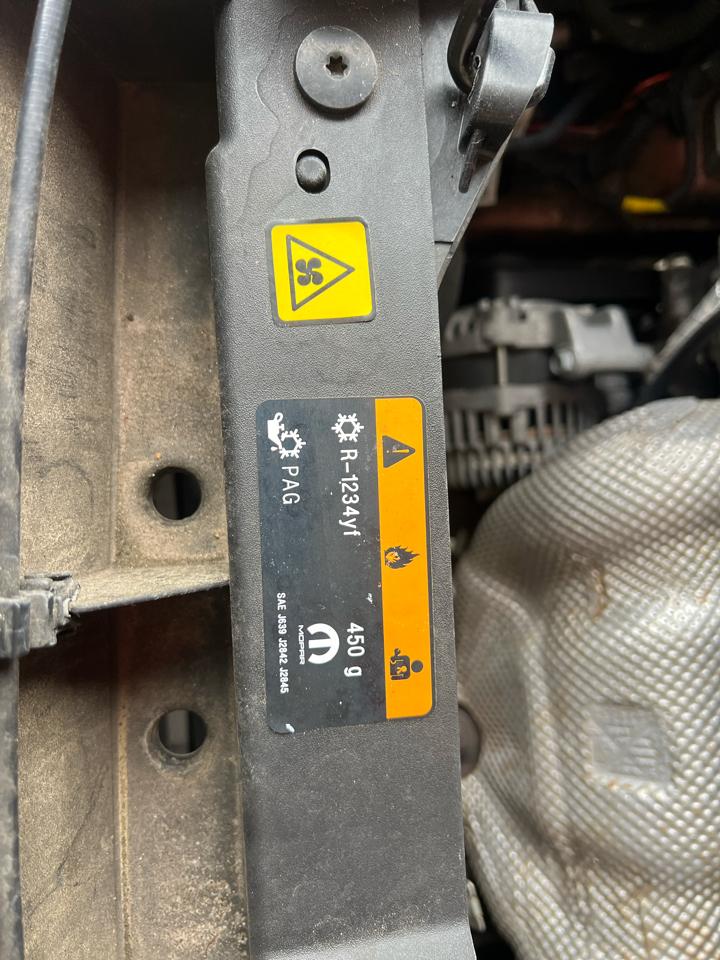 R-1234yf 450 g
PAG
MOPAR
SAE J639 J2842 J2845